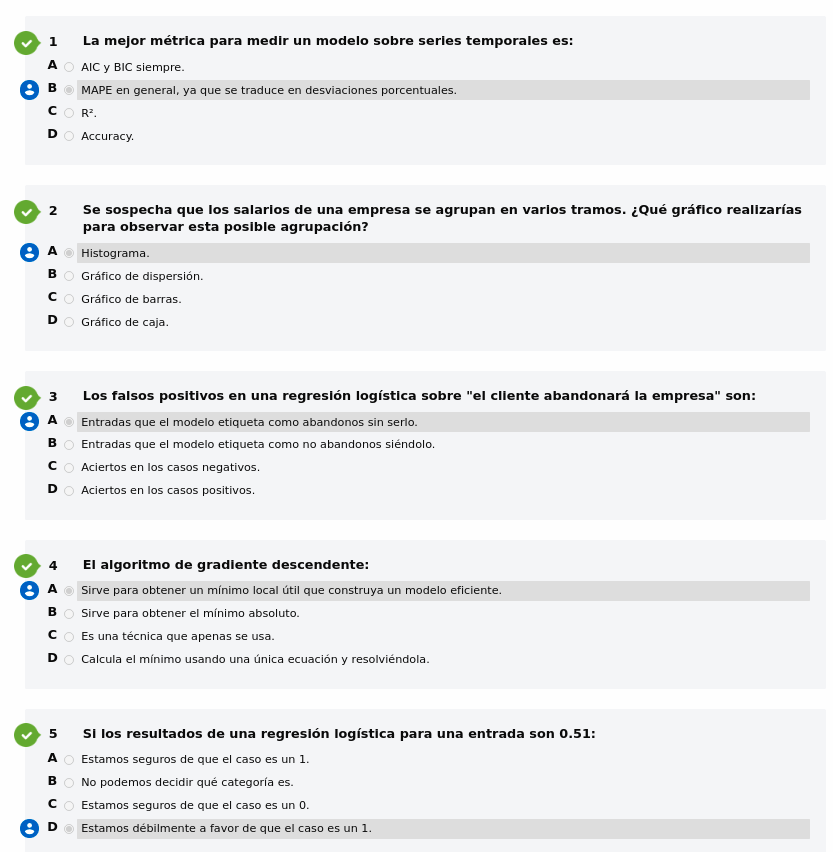 1 La mejor métrica para medir un modelo sobre series temporales es:
A AIC y BIC siempre.
B MAPE en general, ya que se traduce en desviaciones porcentuales.
C R².
D Accuracy.
2 Se sospecha que los salarios de una empresa se agrupan en varios tramos. ¿Qué gráfico realizarías
para observar esta posible agrupación?
A Histograma.
B Gráfico de dispersión.
C Gráfico de barras.
D Gráfico de caja.
3 Los falsos positivos en una regresión logística sobre "el cliente abandonará la empresa" son:
A Entradas que el modelo etiqueta como abandonos sin serlo.
B Entradas que el modelo etiqueta como no abandonos siéndolo.
C Aciertos en los casos negativos.
D Aciertos en los casos positivos.
4 El algoritmo de gradiente descendente:
A Sirve para obtener un mínimo local útil que construya un modelo eficiente.
B Sirve para obtener el mínimo absoluto.
C Es una técnica que apenas se usa.
D Calcula el mínimo usando una única ecuación y resolviéndola.
5 Si los resultados de una regresión logística para una entrada son 0.51:
A Estamos seguros de que el caso es un 1.
B No podemos decidir qué categoría es.
C Estamos seguros de que el caso es un 0.
D Estamos débilmente a favor de que el caso es un 1.